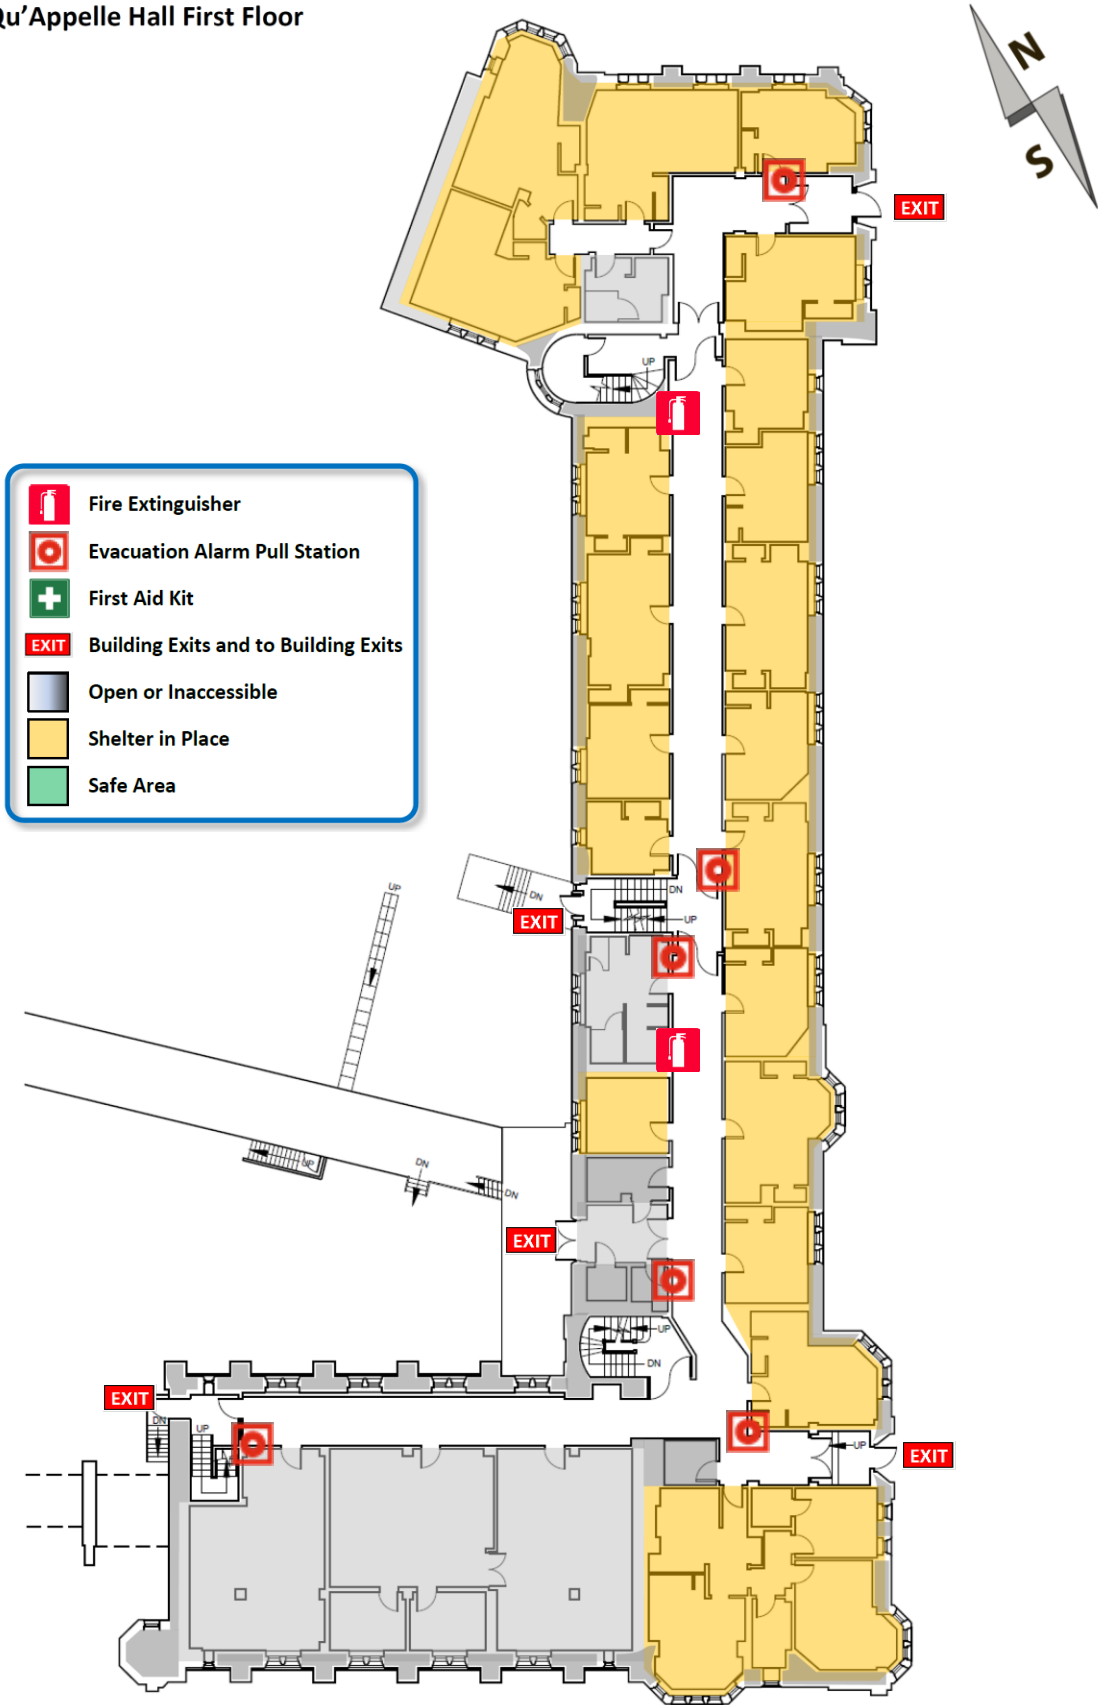 Qu'Appelle Hall First Floor
N
S
EXIT
UP
Fire Extinguisher
Evacuation Alarm Pull Station
First Aid Kit
EXIT Building Exits and to Building Exits
Open or Inaccessible
Shelter in Place
Safe Area
UP
DN
DN
UP
EXIT
UP
DN
DN
EXIT
UP
DN
EXIT
DN
UP
UP
EXIT